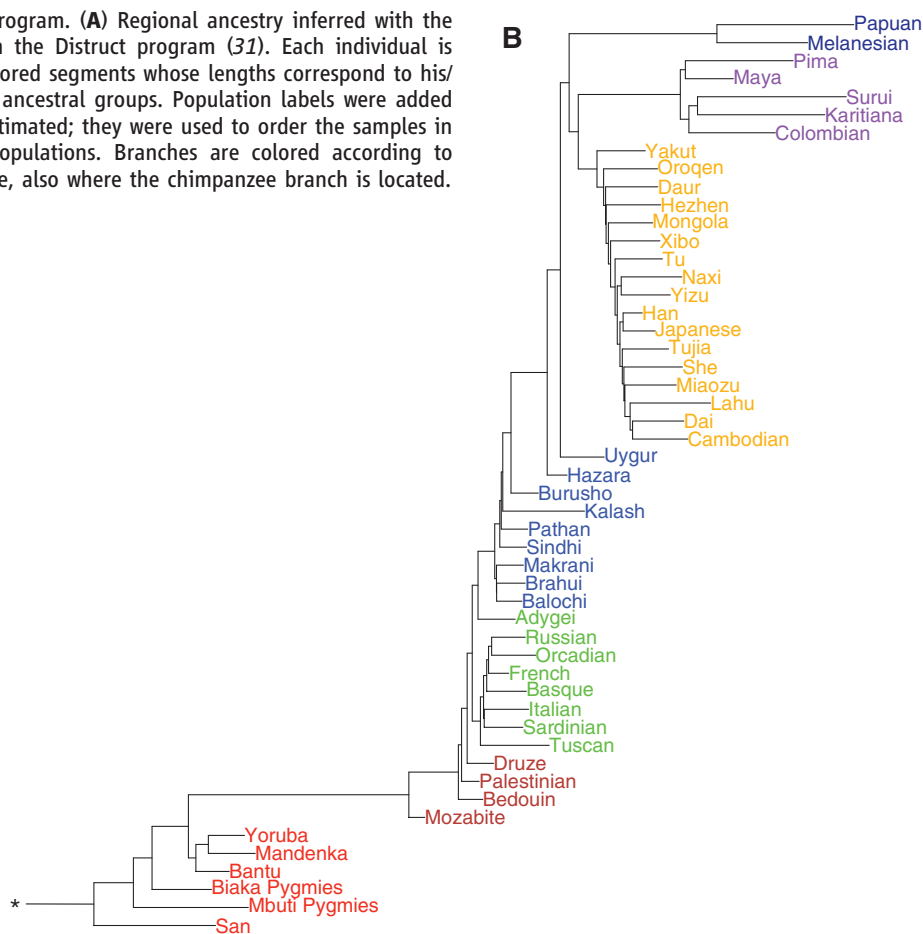 rogram. (A) Regional ancestry inferred with the
n the Distruct program (31). Each individual is
ored segments whose lengths correspond to his/
ancestral groups. Population labels were added
timated; they were used to order the samples in
opulations. Branches are colored according to
e, also where the chimpanzee branch is located.
B
Papuan
Melanesian
Pima
Maya
Surui
Karitiana
Colombian
Yakut
Oroqen
Daur
Hezhen
Mongola
Xibo
Tu
Naxi
Yizu
Han
Japanese
Tujia
She
Miaozu
Lahu
Dai
Cambodian
Uygur
Hazara
Burusho
Kalash
Pathan
Sindhi
Makrani
Brahui
Balochi
Adygei
Russian
Orcadian
French
Basque
Italian
Sardinian
Tuscan
Druze
Palestinian
Bedouin
Mozabite
Yoruba
Mandenka
Bantu
Biaka Pygmies
Mbuti Pygmies
*
San